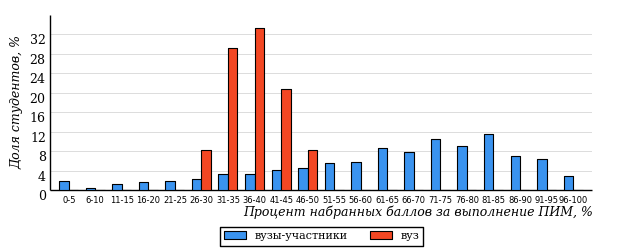 Доля студентов, %
32
28
24
20
16
12
8
4
0
0-5 6-10 11-15 16-20 21-25 26-30 31-35 36-40 41-45 46-50 51-55 56-60 61-65 66-70 71-75 76-80 81-85 86-90 91-95 96-100
Процент набранных баллов за выполнение ПИМ, %
вузы-участники вуз